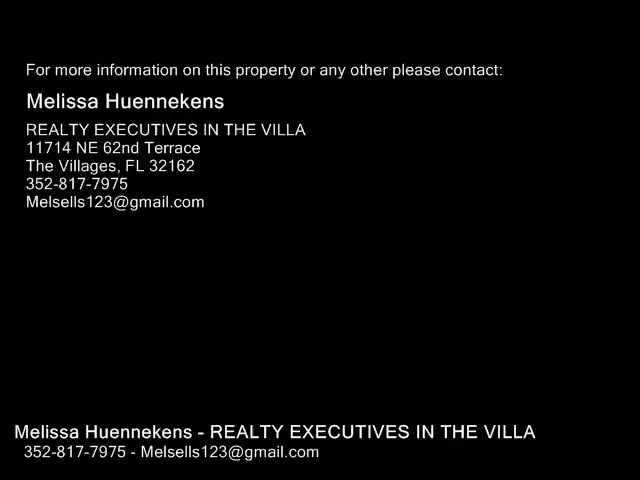 For more information on this property or any other please contact:
Melissa Huennekens
REALTY EXECUTIVES IN THE VILLA
11714 NE 62nd Terrace
The Villages, FL 32162
352-817-7975
Melsells123@gmail.com
Melissa Huennekens - REALTY EXECUTIVES IN THE VILLA
352-817-7975 - Melsells123@gmail.com